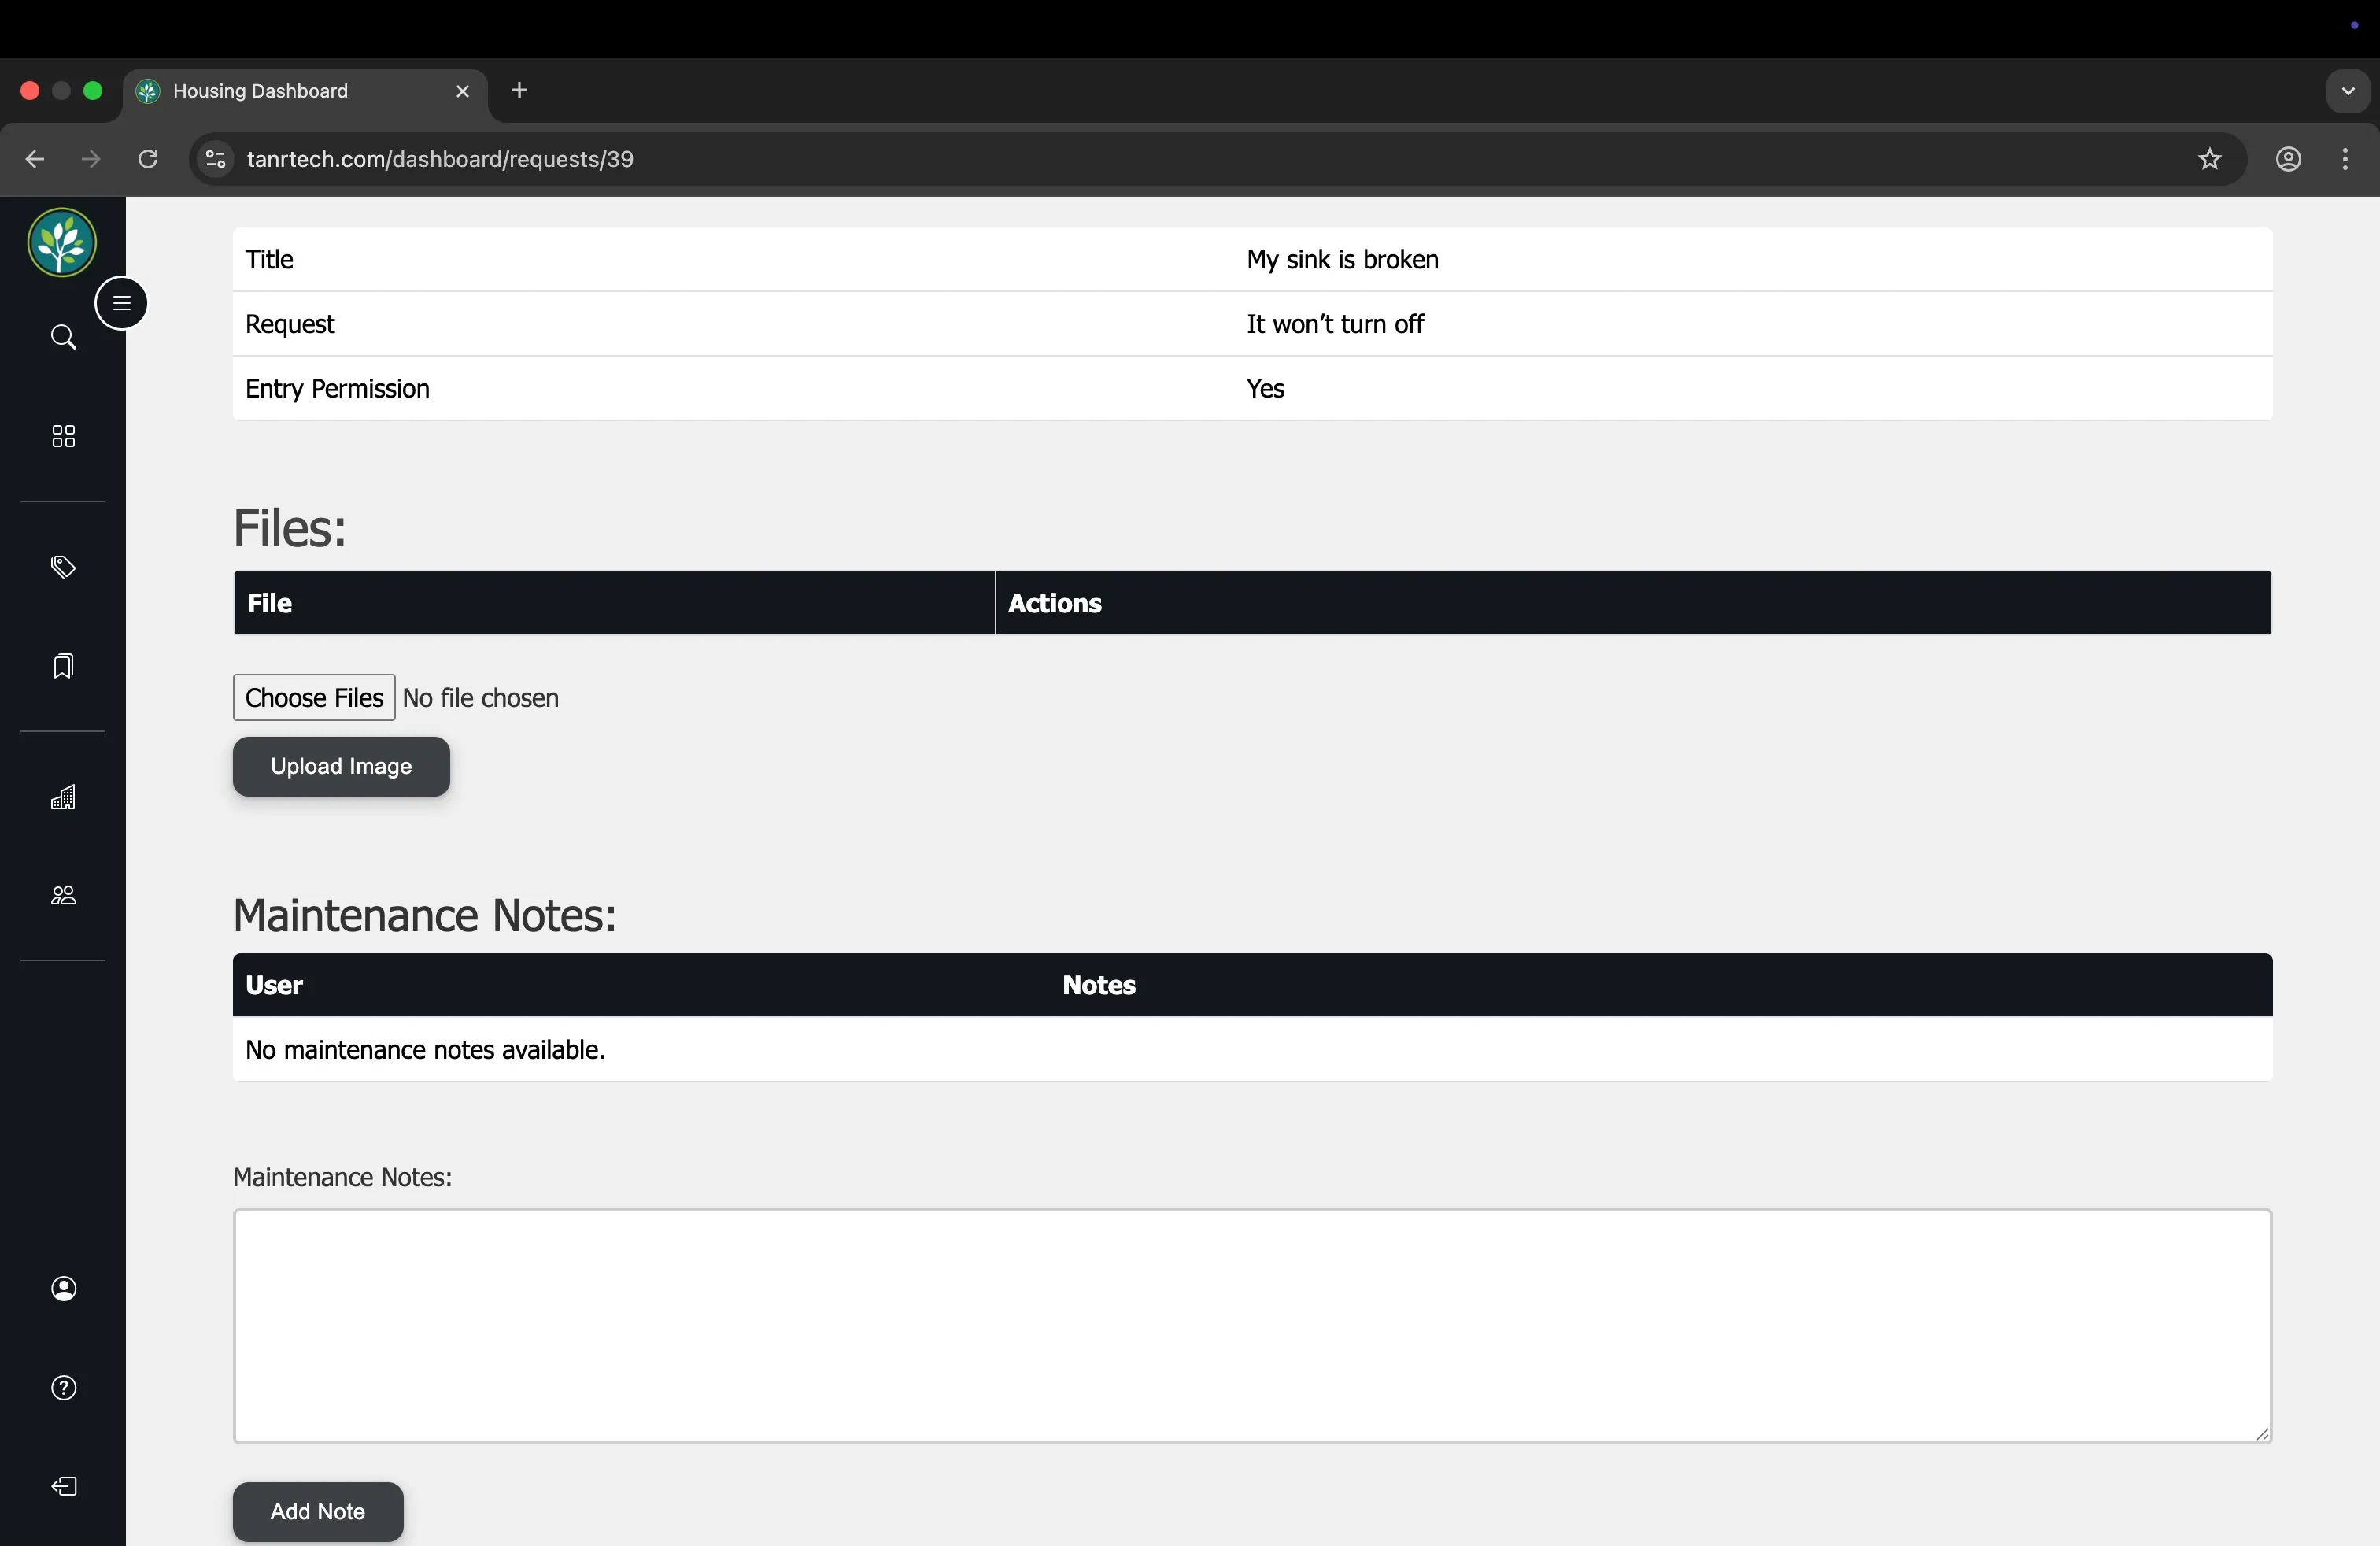 Housing Dashboard
tanrtech.com/dashboard/requests/39
Title My sink is broken
Request It won’t turn off
Entry Permission Yes
Files:
File Actions
Choose Files No file chosen
Upload Image
Maintenance Notes:
User Notes
No maintenance notes available.
Maintenance Notes:
Add Note